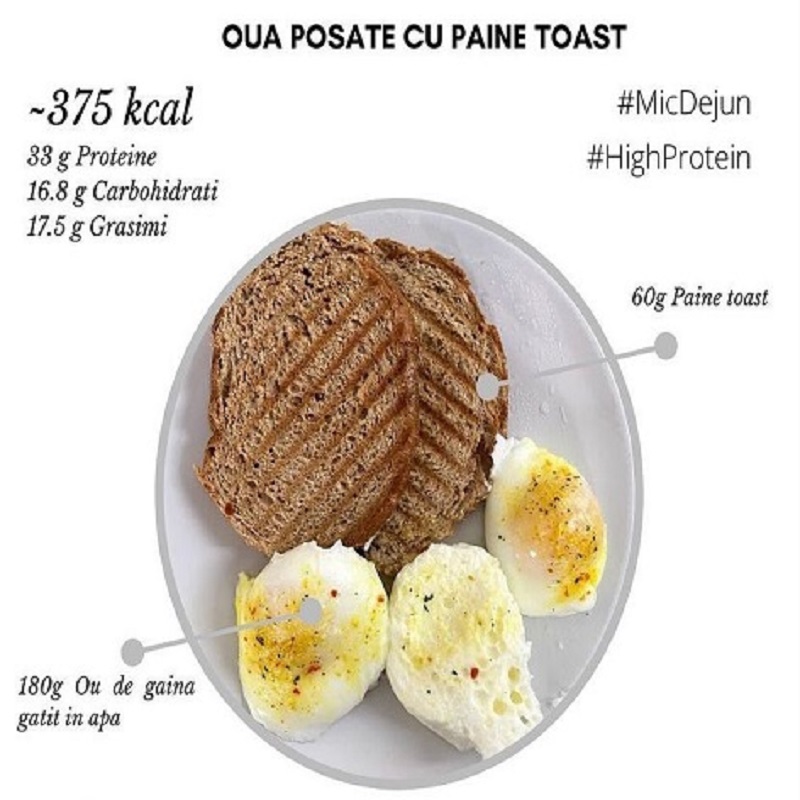 OUA POSATE CU PAINE TOAST
~375 kcal
33 g Proteine
16.8 g Carbohidrati
17.5 g Grasimi
#MicDejun
#HighProtein
60g Paine toast
180g Ou de gaina
gatit in apa